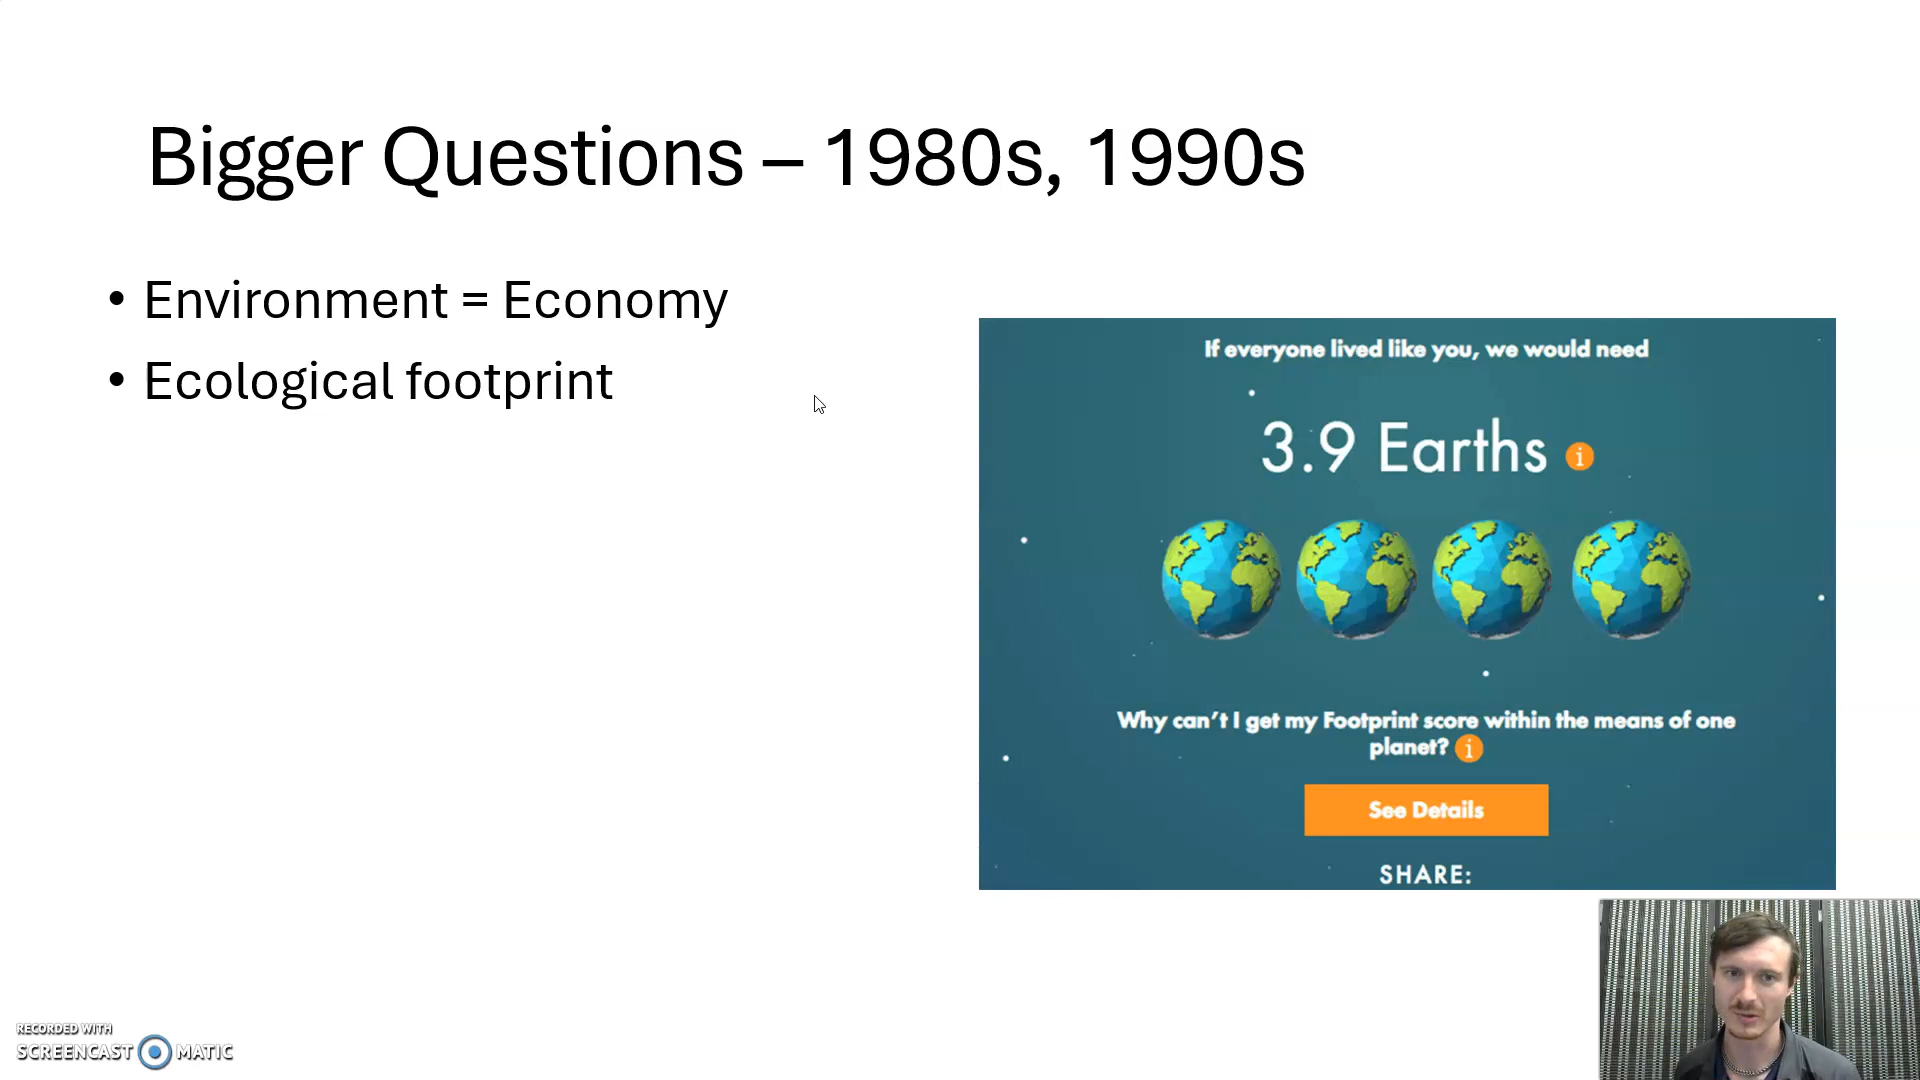 Bigger Questions – 1980s, 1990s
• Environment = Economy
• Ecological footprint
If everyone lived like you, we would need
3.9 Earths i
Why can't I get my Footprint score within the means of one
planet? i
See Details
SHARE:
RECORDED WITH
SCREENCAST MATIC